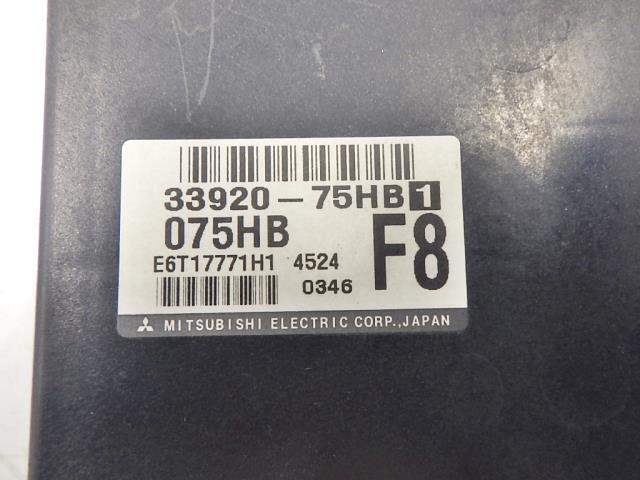 33920-75HB1
075HB
F8
E6T17771H1 4524
0346
MITSUBISHI ELECTRIC CORP.,JAPAN